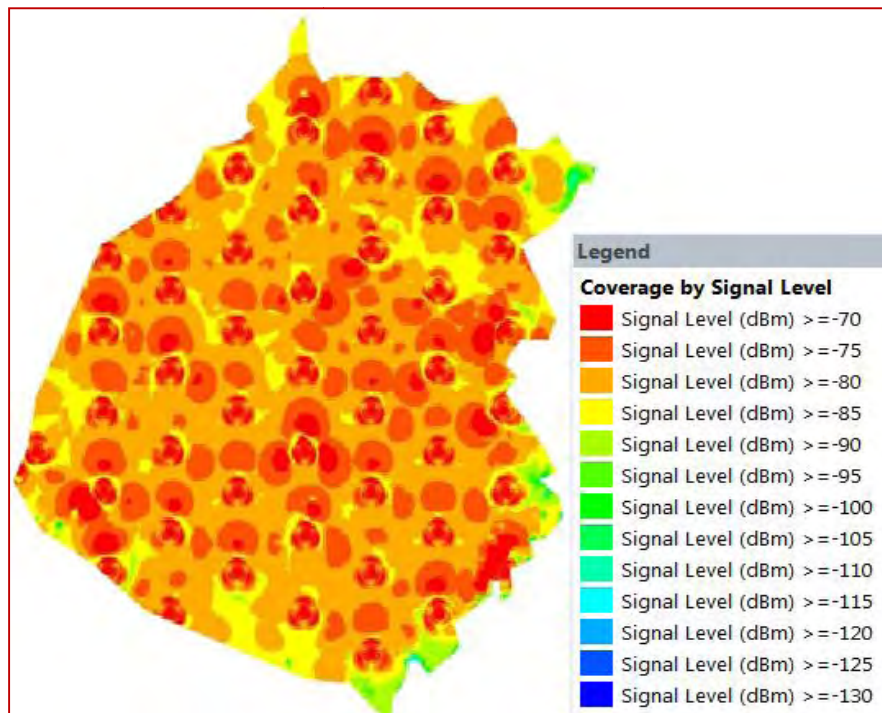 Legend
Coverage by Signal Level
Signal Level (dBm) >=-70
Signal Level (dBm) >=-75
Signal Level (dBm) >=-80
Signal Level (dBm) >=-85
Signal Level (dBm) >=-90
Signal Level (dBm) >=-95
Signal Level (dBm) >=-100
Signal Level (dBm) >=-105
Signal Level (dBm) >=-110
Signal Level (dBm) >=-115
Signal Level (dBm) >=-120
Signal Level (dBm) >=-125
Signal Level (dBm) >=-130